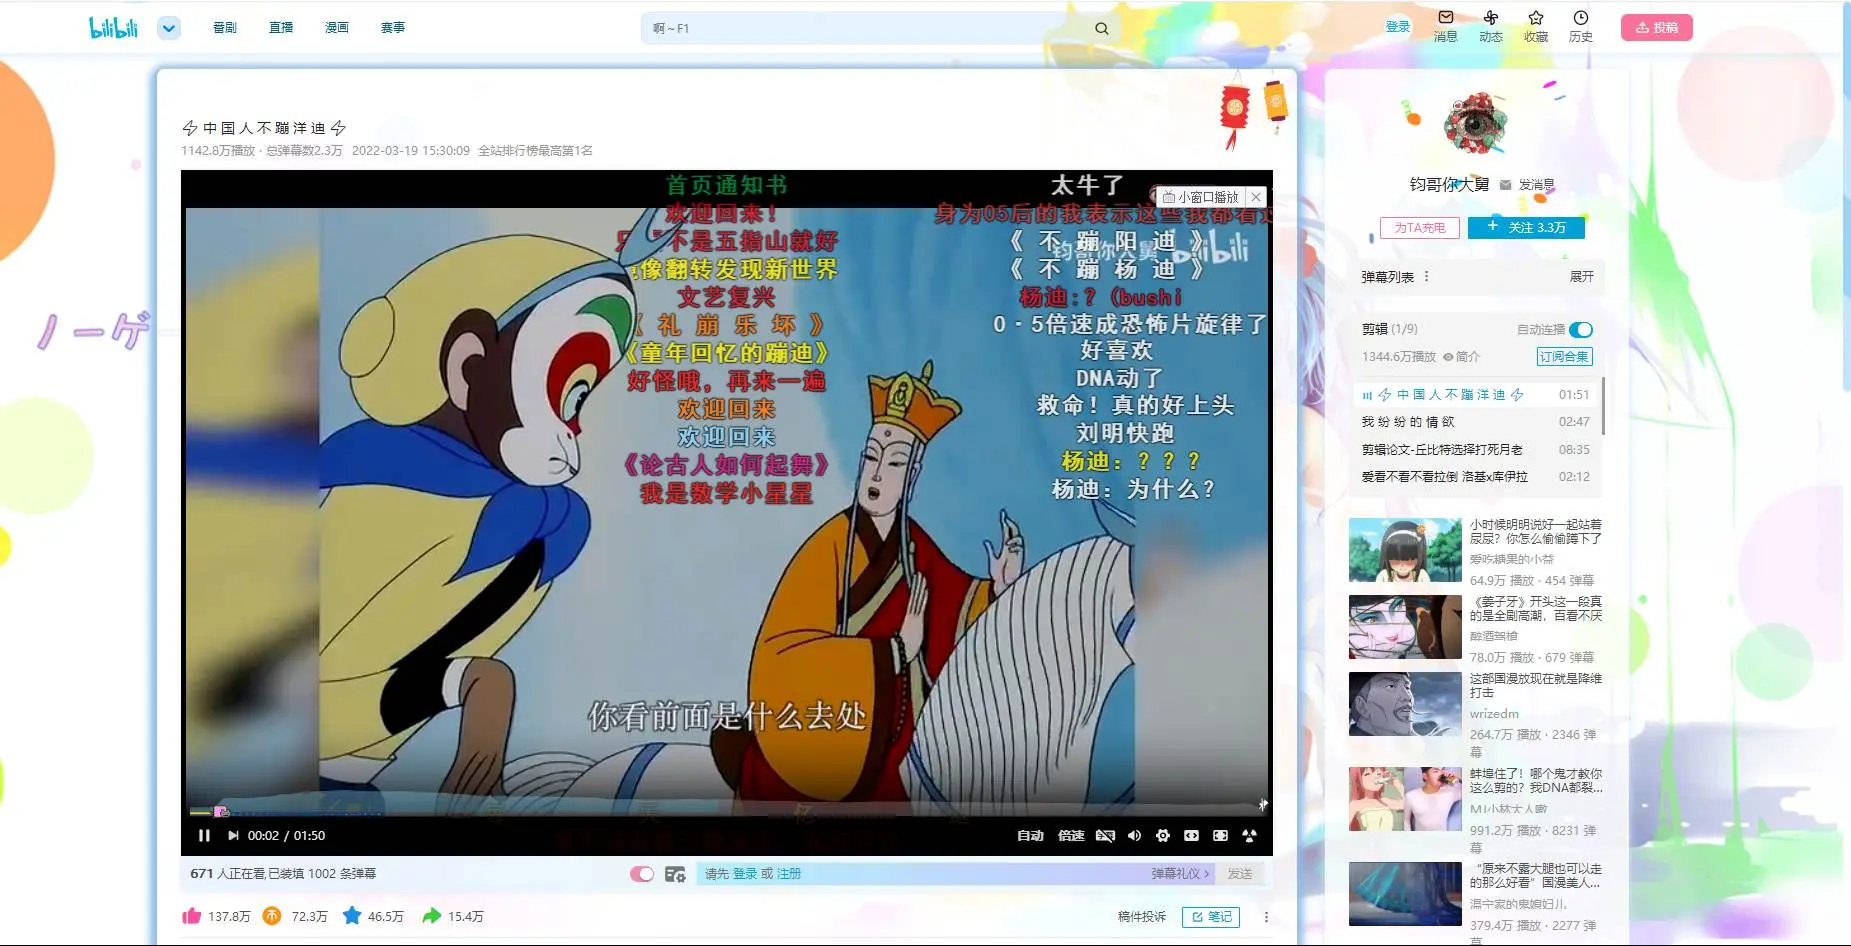 bilibili
番剧
直播
漫画
赛事
啊～F1
登录
消息
动态
收藏
历史
投稿
⚡中国人不蹦洋迪⚡
1142.8万播放 · 总弹幕数2.3万 2022-03-19 15:30:09 全站排行榜最高第1名
首页通知书
欢迎回来！
不是五指山就好
像翻转发现新世界
文艺复兴
《礼崩乐坏》
《童年回忆的蹦迪》
好怪哦，再来一遍
欢迎回来
欢迎回来
《论古人如何起舞》
我是数学小星星
太牛了
小窗口播放
身为05后的我表示这些我都看过
《不蹦阳迪》
钧哥你大舅 bilibili
《不蹦杨迪》
杨迪:？(bushi
0·5倍速成恐怖片旋律了
好喜欢
DNA动了
救命！真的好上头
刘明快跑
杨迪：？？？
杨迪：为什么？
你看前面是什么去处
00:02 / 01:50
自动
倍速
671 人正在看,已装填 1002 条弹幕
请先 登录 或 注册
弹幕礼仪 >
发送
137.8万
72.3万
46.5万
15.4万
稿件投诉
笔记
钧哥你大舅
发消息
为TA充电
+ 关注 3.3万
弹幕列表
展开
剪辑 (1/9)
自动连播
1344.6万播放
简介
订阅合集
⚡中国人不蹦洋迪⚡ 01:51
我纷纷的情欲 02:47
剪辑论文-丘比特选择打死月老 08:35
爱看不看不看拉倒 洛基x库伊拉 02:12
小时候明明说好一起站着
尿尿？你怎么偷偷蹲下了
爱吃糖果的小益
64.9万 播放 · 454 弹幕
《姜子牙》开头这一段真
的是全剧高潮，百看不厌
醉酒驾枪
78.0万 播放 · 679 弹幕
这部国漫放现在就是降维
打击
wrizedm
264.7万 播放 · 2346 弹
幕
蚌埠住了！哪个鬼才教你
这么剪的？我DNA都裂...
MJ小林大人嗷
991.2万 播放 · 8231 弹
幕
“原来不露大腿也可以走
的那么好看”国漫美人...
温宁家的鬼媳妇儿
379.4万 播放 · 2277 弹